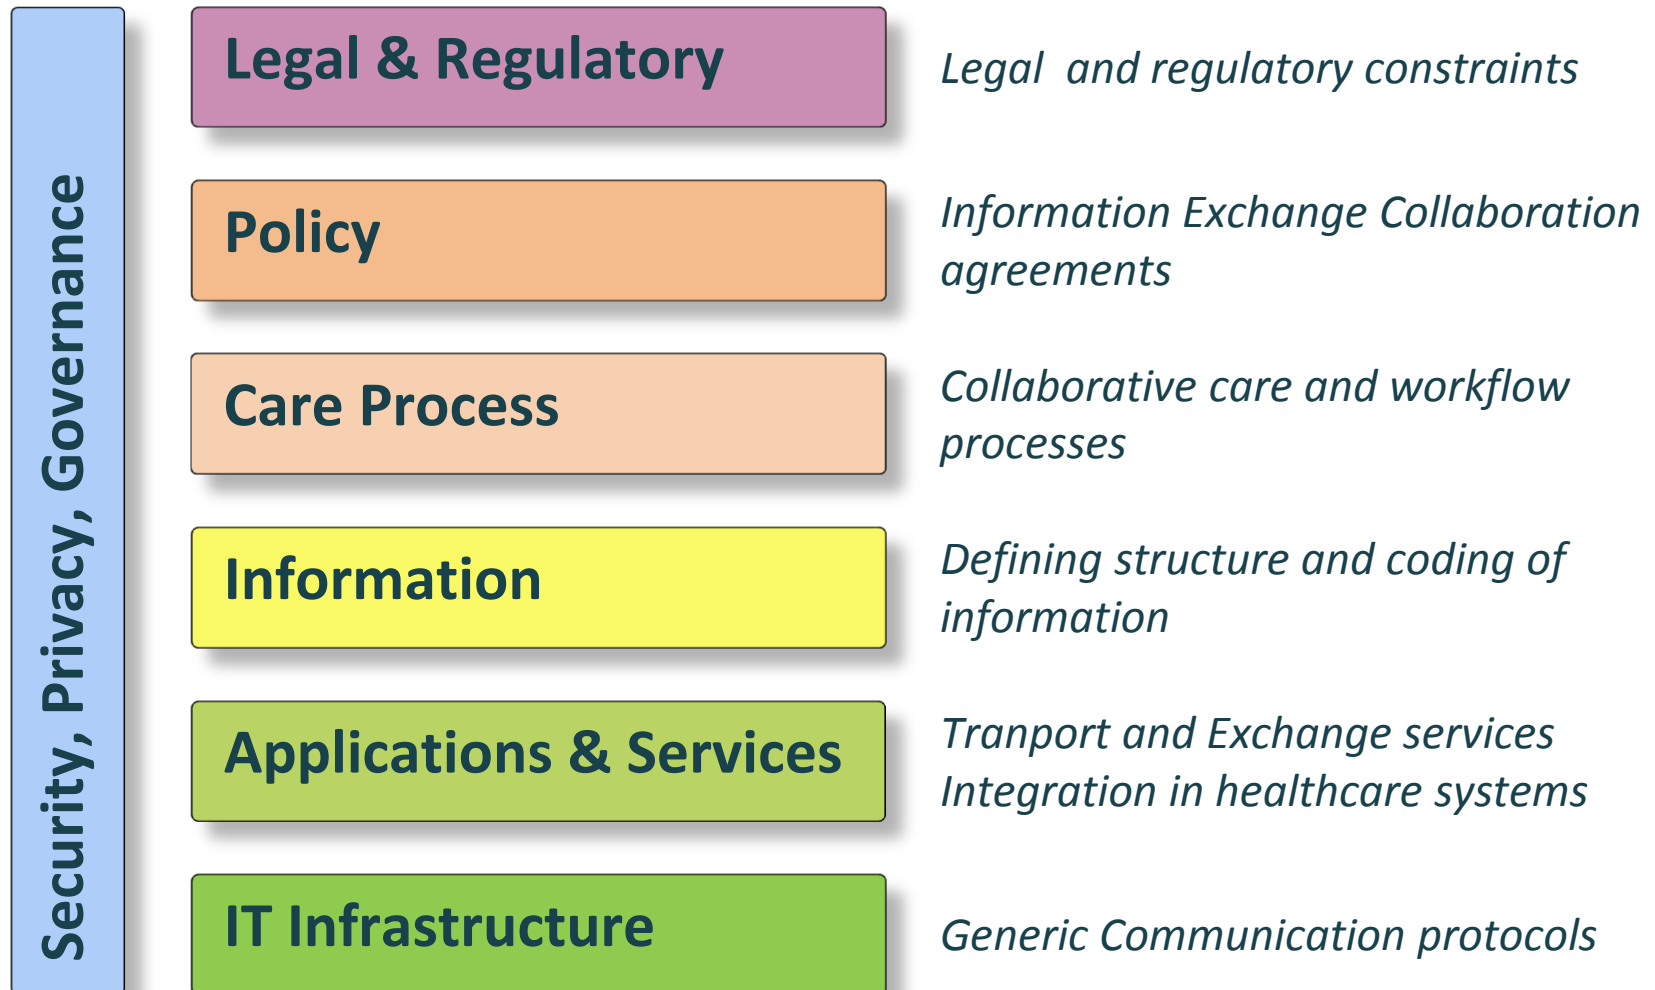 Security, Privacy, Governance
Legal & Regulatory
Legal  and regulatory constraints
Policy
Information Exchange Collaboration
agreements
Care Process
Collaborative care and workflow
processes
Information
Defining structure and coding of
information
Applications & Services
Tranport and Exchange services
Integration in healthcare systems
IT Infrastructure
Generic Communication protocols